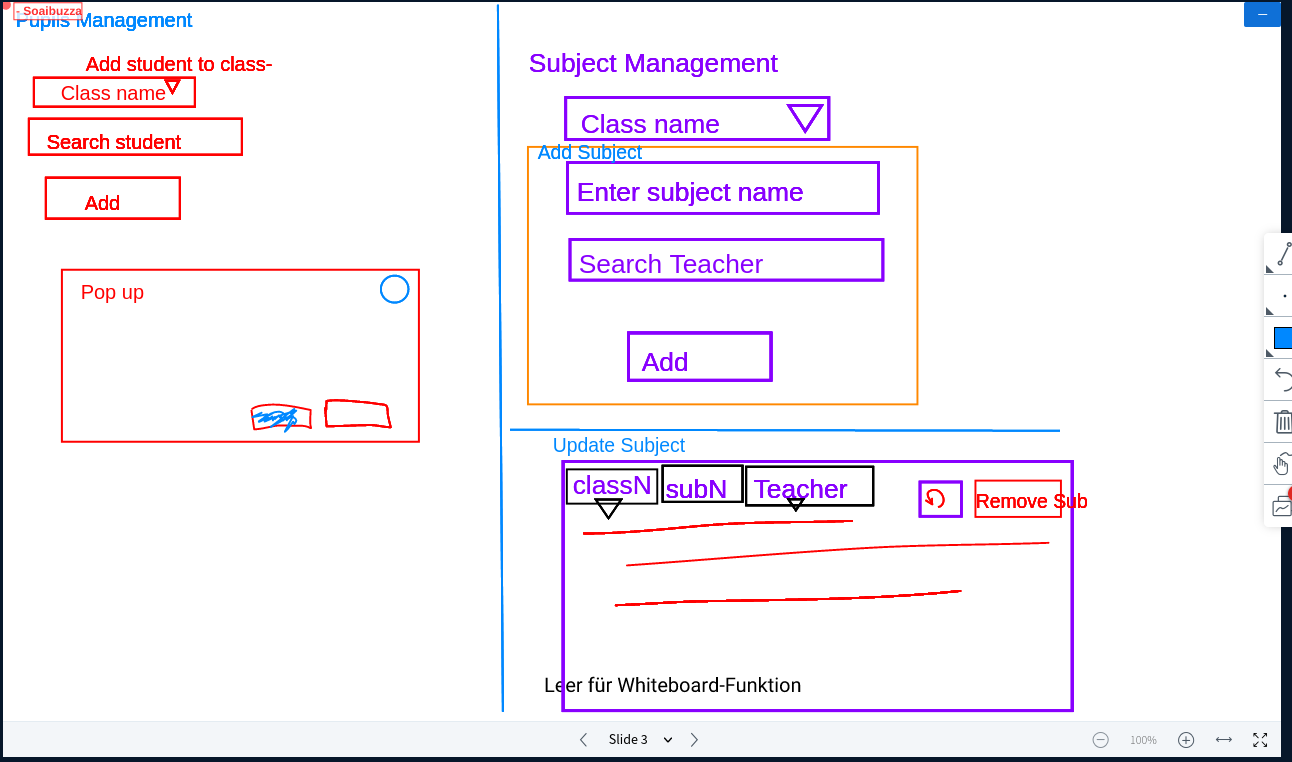 - Soaibuzza
Pupils Management
Add student to class-
Class name
Search student
Add
Pop up
Subject Management
Class name
Add Subject
Enter subject name
Search Teacher
Add
Update Subject
classN
subN
Teacher
Remove Sub
Leer für Whiteboard-Funktion
Slide 3
100%